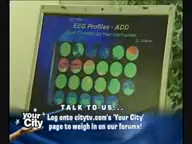 EEG Profiles - ADD
TALK TO US...
your City
Log onto citytv.com's 'Your City'
page to weigh in on our forums!